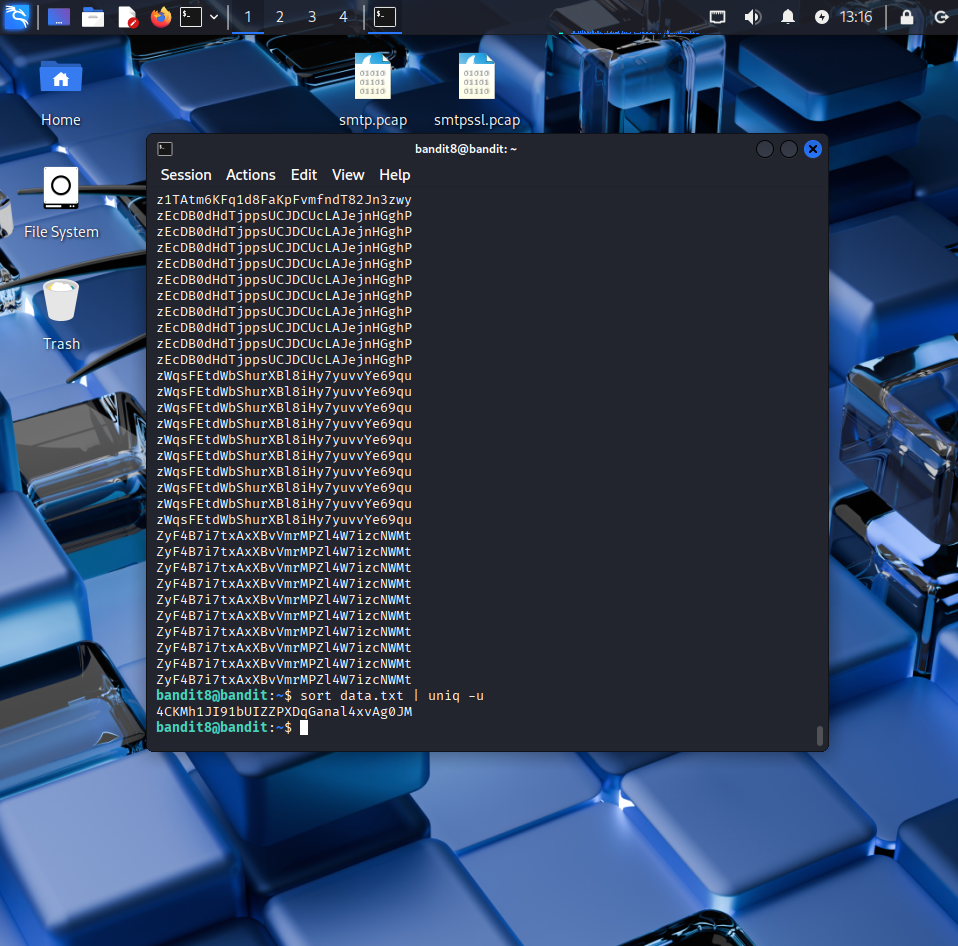 1 2 3 4 13:16
smtp.pcap smtpssl.pcap
Home
File System
Trash
bandit8@bandit: ~
Session Actions Edit View Help
z1TAtm6KFq1d8FaKpFvmfndT82Jn3zwy
zEcDB0dHdTjppsUCJDCUcLAJejnHGghP
zEcDB0dHdTjppsUCJDCUcLAJejnHGghP
zEcDB0dHdTjppsUCJDCUcLAJejnHGghP
zEcDB0dHdTjppsUCJDCUcLAJejnHGghP
zEcDB0dHdTjppsUCJDCUcLAJejnHGghP
zEcDB0dHdTjppsUCJDCUcLAJejnHGghP
zEcDB0dHdTjppsUCJDCUcLAJejnHGghP
zEcDB0dHdTjppsUCJDCUcLAJejnHGghP
zEcDB0dHdTjppsUCJDCUcLAJejnHGghP
zEcDB0dHdTjppsUCJDCUcLAJejnHGghP
zWqsFEtdWbShurXBl8iHy7yuvvYe69qu
zWqsFEtdWbShurXBl8iHy7yuvvYe69qu
zWqsFEtdWbShurXBl8iHy7yuvvYe69qu
zWqsFEtdWbShurXBl8iHy7yuvvYe69qu
zWqsFEtdWbShurXBl8iHy7yuvvYe69qu
zWqsFEtdWbShurXBl8iHy7yuvvYe69qu
zWqsFEtdWbShurXBl8iHy7yuvvYe69qu
zWqsFEtdWbShurXBl8iHy7yuvvYe69qu
zWqsFEtdWbShurXBl8iHy7yuvvYe69qu
zWqsFEtdWbShurXBl8iHy7yuvvYe69qu
ZyF4B7i7txAxXBvVmrMPZl4W7izcNWMt
ZyF4B7i7txAxXBvVmrMPZl4W7izcNWMt
ZyF4B7i7txAxXBvVmrMPZl4W7izcNWMt
ZyF4B7i7txAxXBvVmrMPZl4W7izcNWMt
ZyF4B7i7txAxXBvVmrMPZl4W7izcNWMt
ZyF4B7i7txAxXBvVmrMPZl4W7izcNWMt
ZyF4B7i7txAxXBvVmrMPZl4W7izcNWMt
ZyF4B7i7txAxXBvVmrMPZl4W7izcNWMt
ZyF4B7i7txAxXBvVmrMPZl4W7izcNWMt
ZyF4B7i7txAxXBvVmrMPZl4W7izcNWMt
bandit8@bandit:~$ sort data.txt | uniq -u
4CKMh1JI91bUIZZPXDqGanal4xvAg0JM
bandit8@bandit:~$